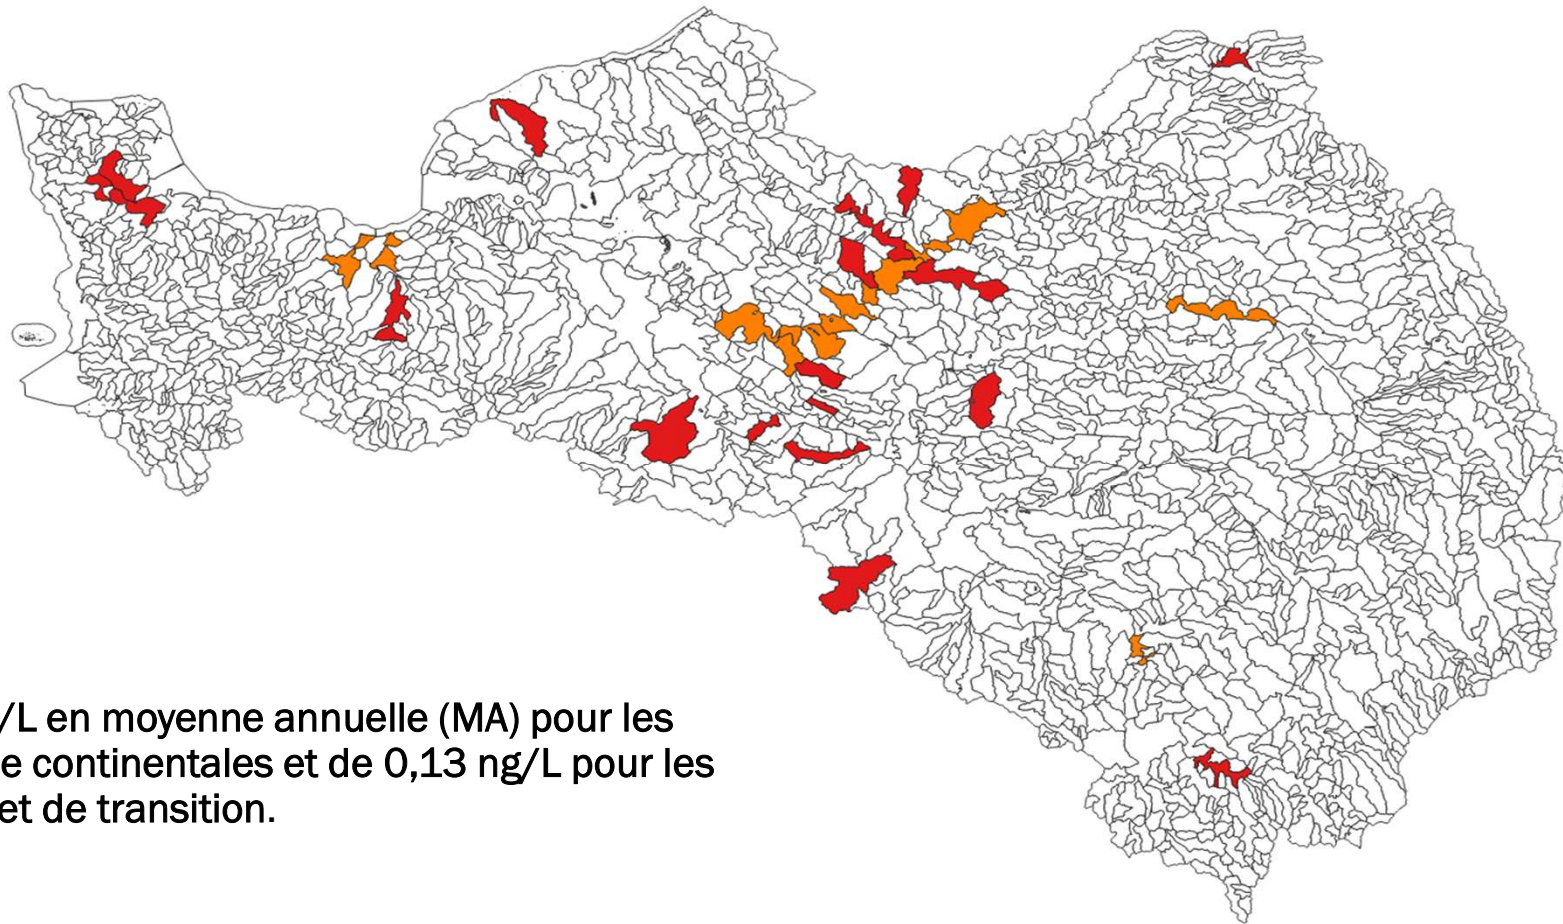 /L en moyenne annuelle (MA) pour les
e continentales et de 0,13 ng/L pour les
et de transition.